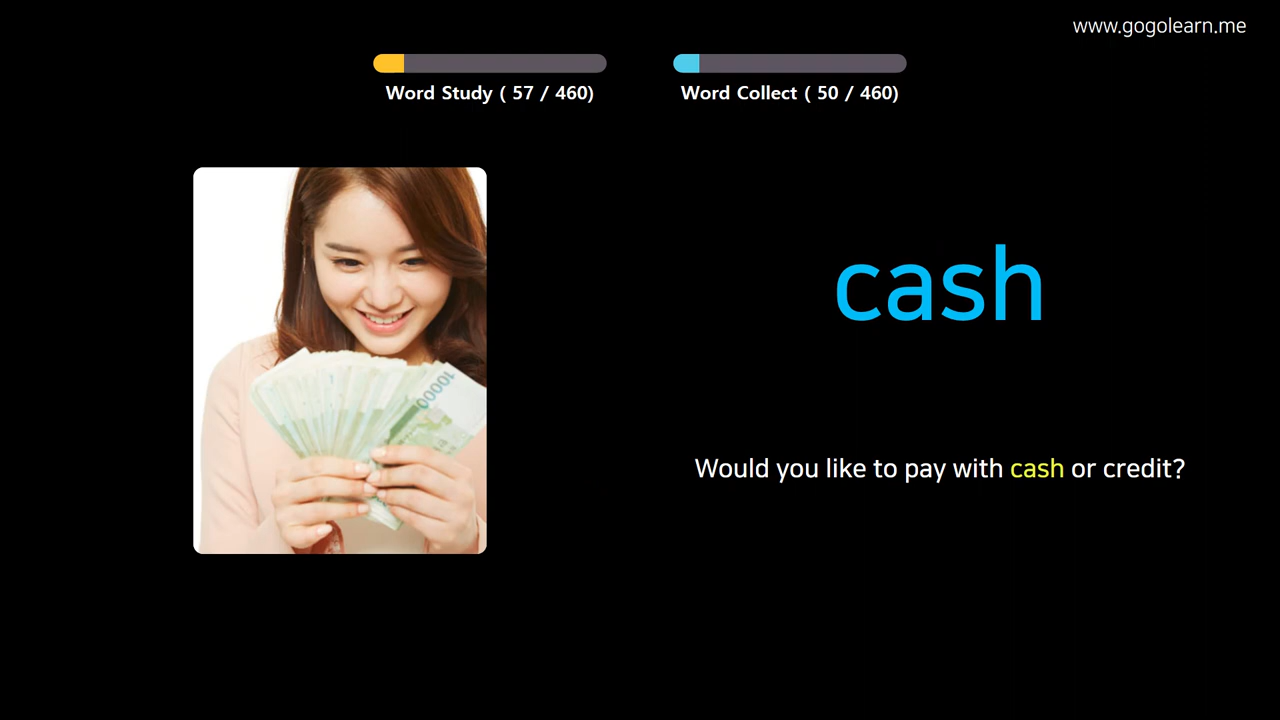 www.gogolearn.me
Word Study ( 57 / 460)
Word Collect ( 50 / 460)
cash
10000
Would you like to pay with cash or credit?